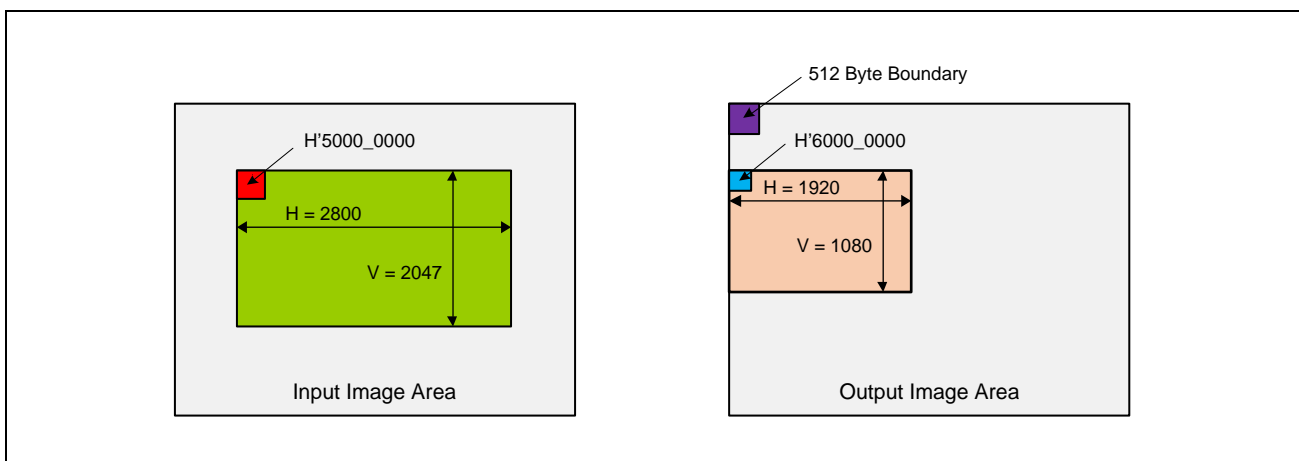 512 Byte Boundary
H’5000_0000
H’6000_0000
H = 2800
H = 1920
V = 2047
V = 1080
Input Image Area
Output Image Area